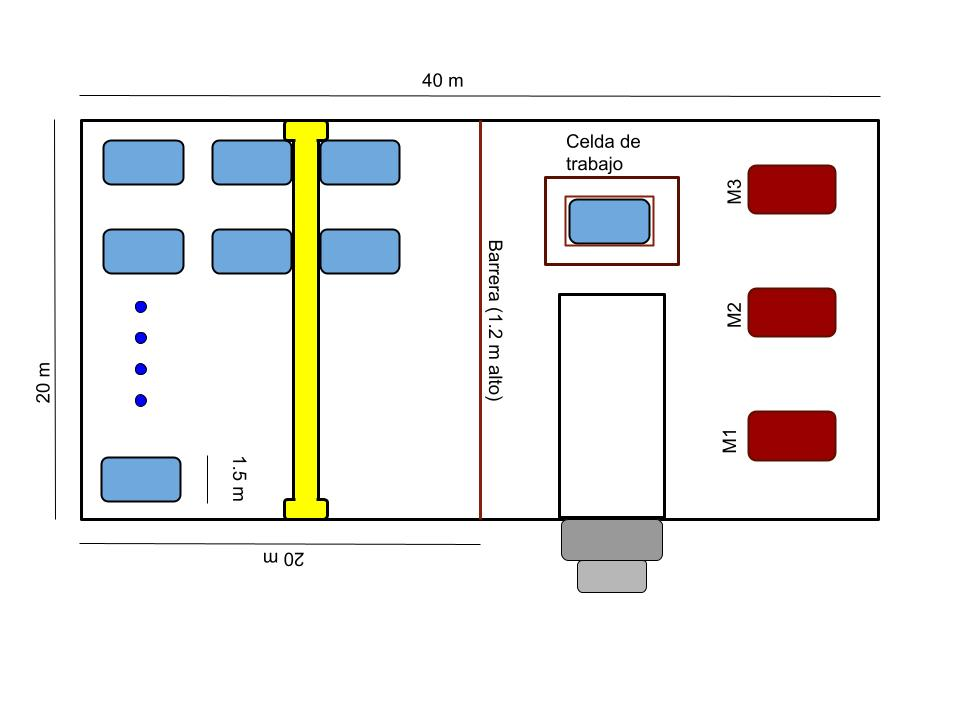 40 m
Celda de
trabajo
M3
Barrera (1.2 m alto)
M2
20 m
M1
1.5 m
20 m